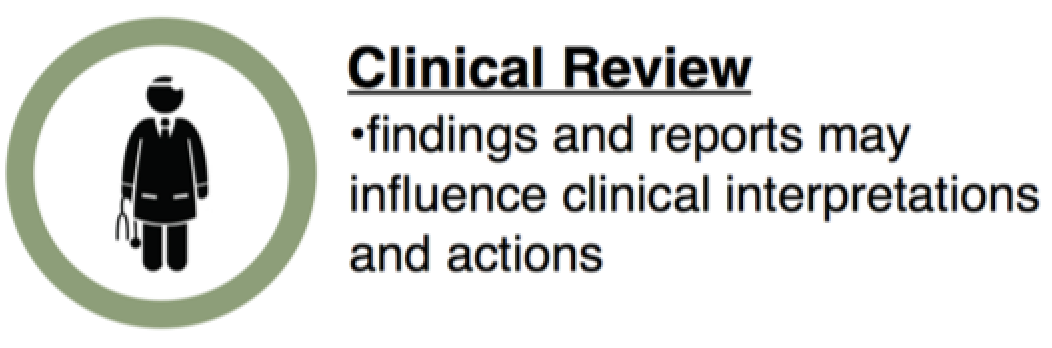 Clinical Review
•findings and reports may
influence clinical interpretations
and actions